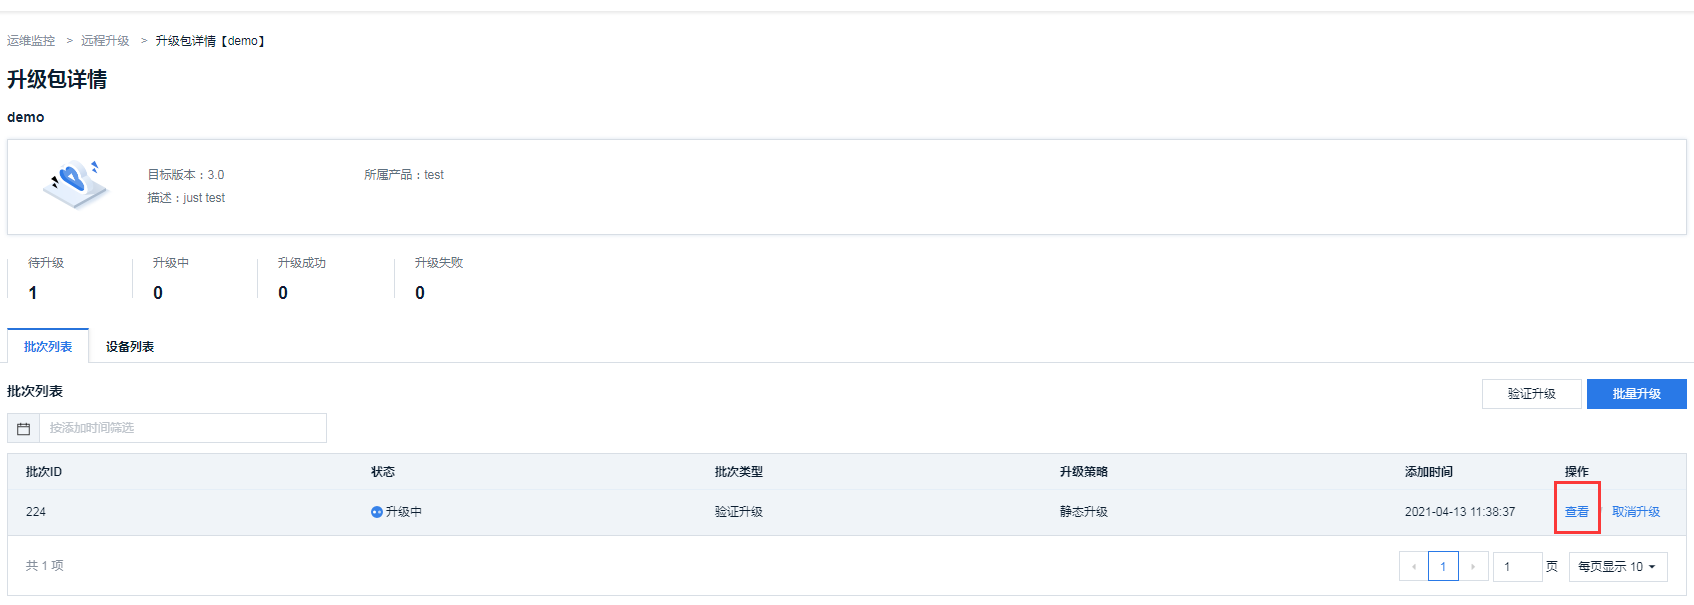 运维监控 > 远程升级 > 升级包详情【demo】
升级包详情
demo
目标版本：3.0 所属产品：test
描述：just test
待升级 升级中 升级成功 升级失败
1 0 0 0
批次列表 设备列表
批次列表 验证升级 批量升级
按添加时间筛选
批次ID 状态 批次类型 升级策略 添加时间 操作
224 升级中 验证升级 静态升级 2021-04-13 11:38:37 查看 取消升级
共 1 项 1 1 页 每页显示 10